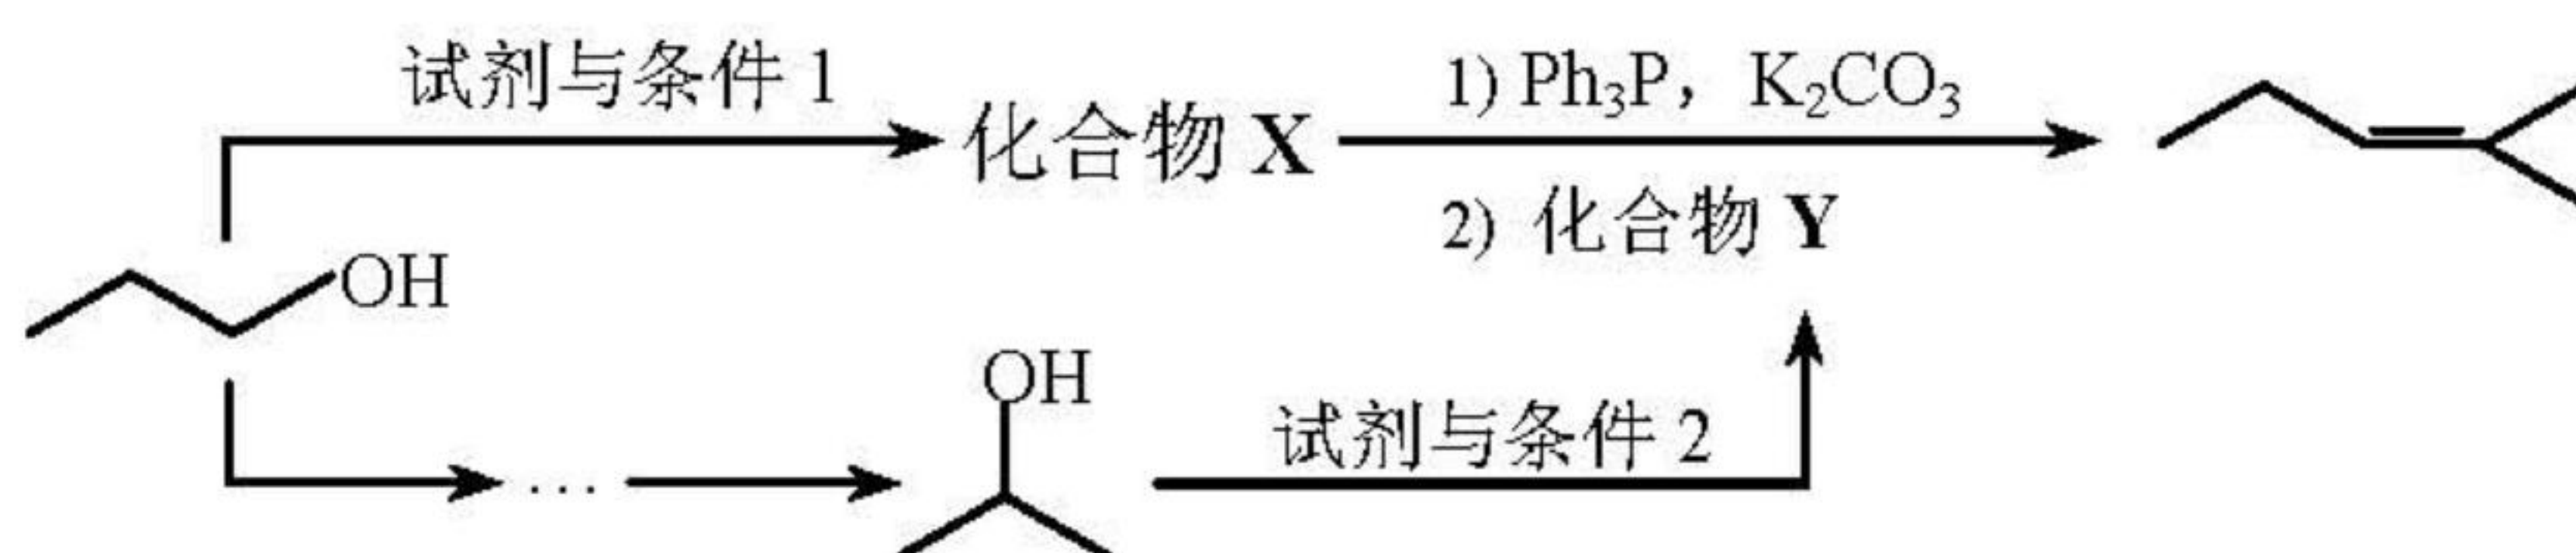 试剂与条件 1
化合物 X
1) Ph₃P，K₂CO₃
2) 化合物 Y
OH
OH
试剂与条件 2
...